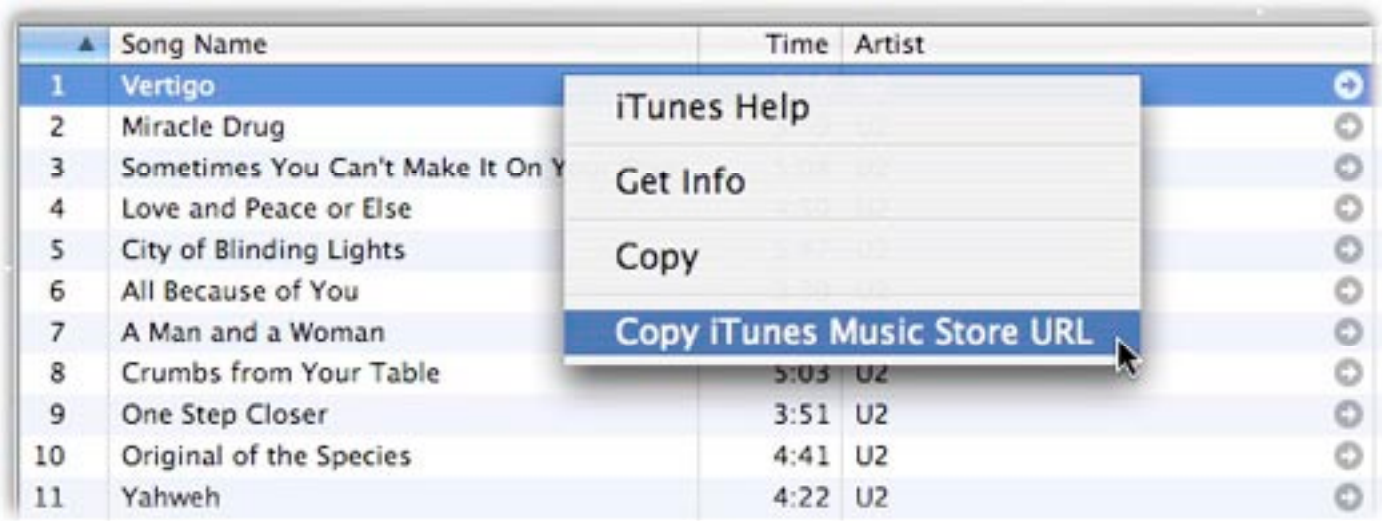 Song Name Time Artist
1 Vertigo
iTunes Help
2 Miracle Drug
3 Sometimes You Can't Make It On Y
Get Info
4 Love and Peace or Else
5 City of Blinding Lights
Copy
6 All Because of You
7 A Man and a Woman
Copy iTunes Music Store URL
8 Crumbs from Your Table 5:03 U2
9 One Step Closer 3:51 U2
10 Original of the Species 4:41 U2
11 Yahweh 4:22 U2